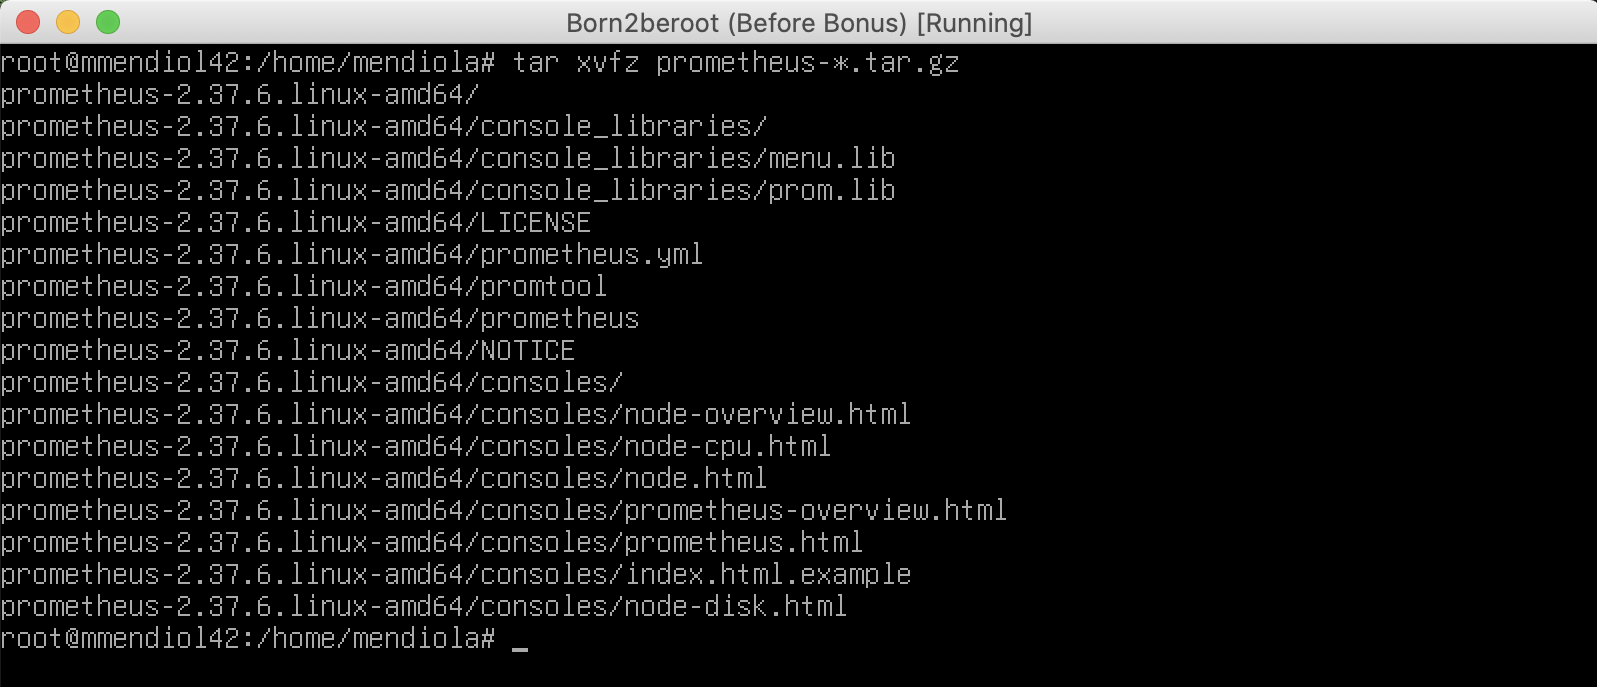 Born2beroot (Before Bonus) [Running]
root@mmendiol42:/home/mendiola# tar xvfz prometheus-*.tar.gz
prometheus-2.37.6.linux-amd64/
prometheus-2.37.6.linux-amd64/console_libraries/
prometheus-2.37.6.linux-amd64/console_libraries/menu.lib
prometheus-2.37.6.linux-amd64/console_libraries/prom.lib
prometheus-2.37.6.linux-amd64/LICENSE
prometheus-2.37.6.linux-amd64/prometheus.yml
prometheus-2.37.6.linux-amd64/promtool
prometheus-2.37.6.linux-amd64/prometheus
prometheus-2.37.6.linux-amd64/NOTICE
prometheus-2.37.6.linux-amd64/consoles/
prometheus-2.37.6.linux-amd64/consoles/node-overview.html
prometheus-2.37.6.linux-amd64/consoles/node-cpu.html
prometheus-2.37.6.linux-amd64/consoles/node.html
prometheus-2.37.6.linux-amd64/consoles/prometheus-overview.html
prometheus-2.37.6.linux-amd64/consoles/prometheus.html
prometheus-2.37.6.linux-amd64/consoles/index.html.example
prometheus-2.37.6.linux-amd64/consoles/node-disk.html
root@mmendiol42:/home/mendiola# _